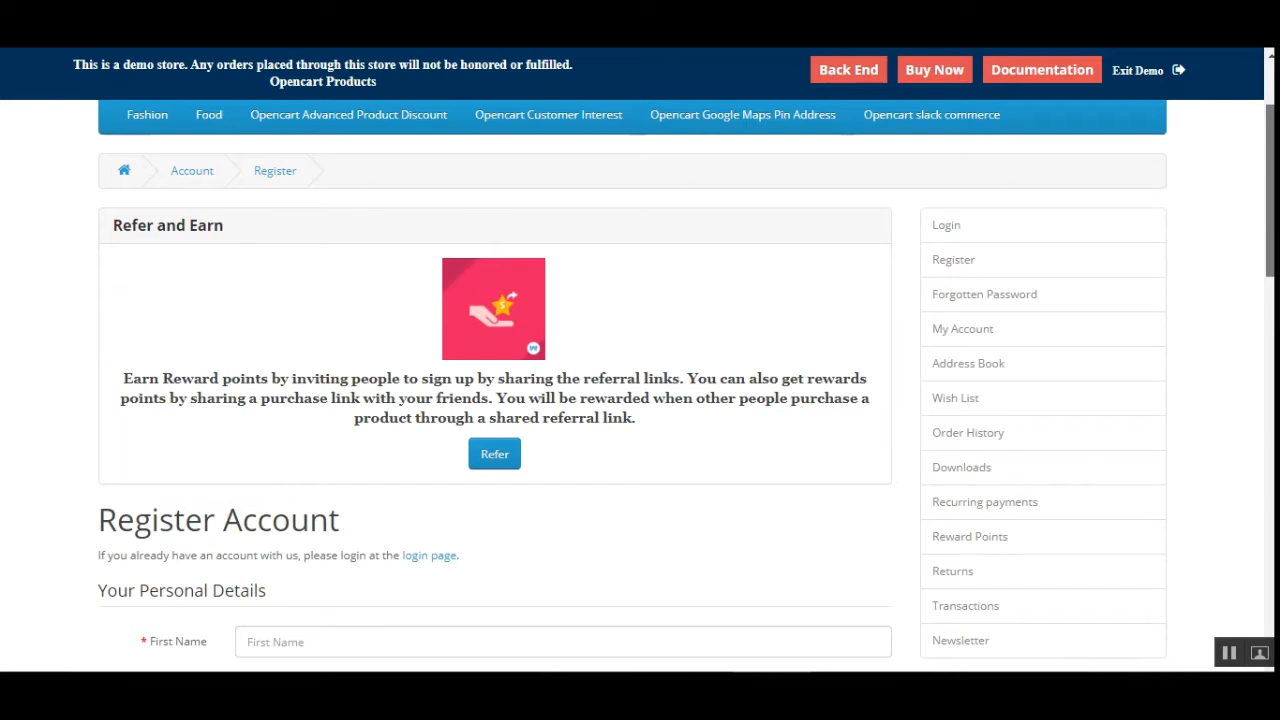 This is a demo store. Any orders placed through this store will not be honored or fulfilled.
Opencart Products
Back End
Buy Now
Documentation
Exit Demo
Fashion
Food
Opencart Advanced Product Discount
Opencart Customer Interest
Opencart Google Maps Pin Address
Opencart slack commerce
Account
Register
Refer and Earn
Earn Reward points by inviting people to sign up by sharing the referral links. You can also get rewards
points by sharing a purchase link with your friends. You will be rewarded when other people purchase a
product through a shared referral link.
Refer
Register Account
If you already have an account with us, please login at the login page.
Your Personal Details
* First Name
First Name
Login
Register
Forgotten Password
My Account
Address Book
Wish List
Order History
Downloads
Recurring payments
Reward Points
Returns
Transactions
Newsletter